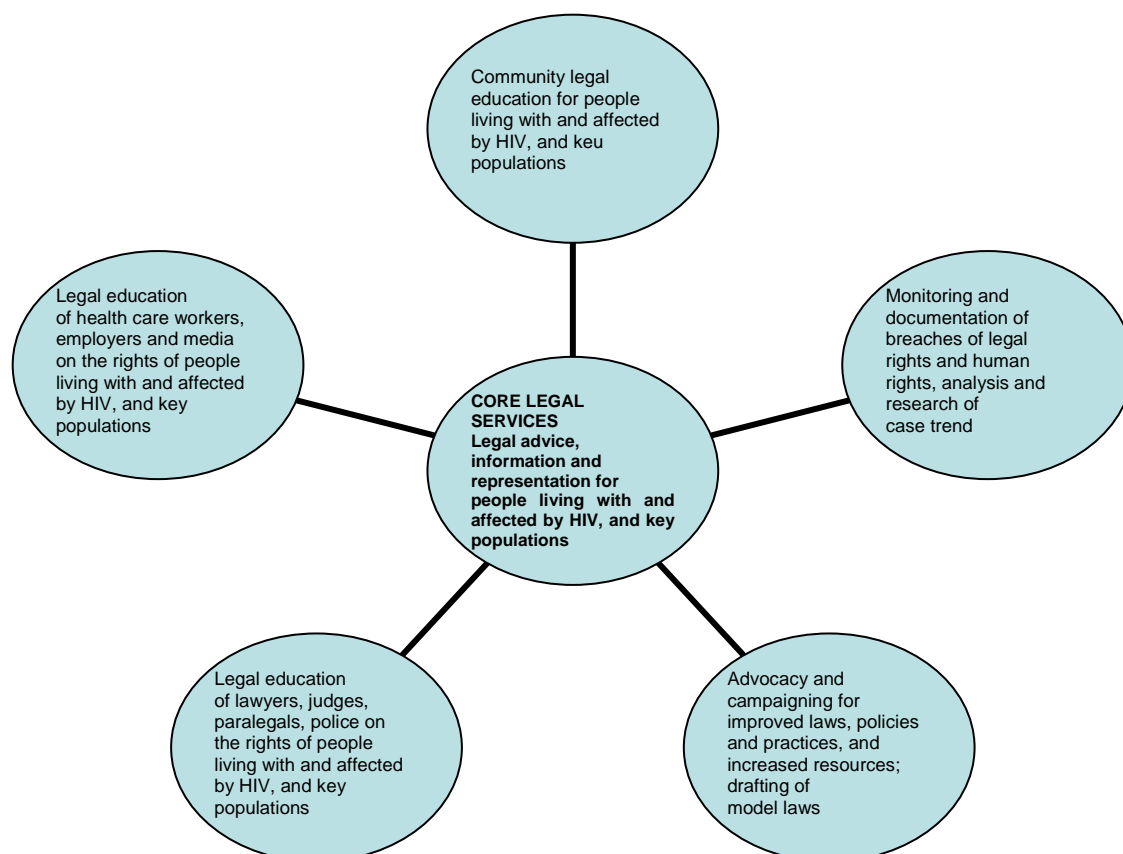 Community legal
education for people
living with and affected
by HIV, and keu
populations
Legal education
of health care workers,
employers and media
on the rights of people
living with and affected
by HIV, and key
populations
Monitoring and
documentation of
breaches of legal
rights and human
rights, analysis and
research of
case trend
CORE LEGAL
SERVICES
Legal advice,
information and
representation for
people living with and
affected by HIV, and key
populations
Legal education
of lawyers, judges,
paralegals, police on
the rights of people
living with and affected
by HIV, and key
populations
Advocacy and
campaigning for
improved laws, policies
and practices, and
increased resources;
drafting of
model laws